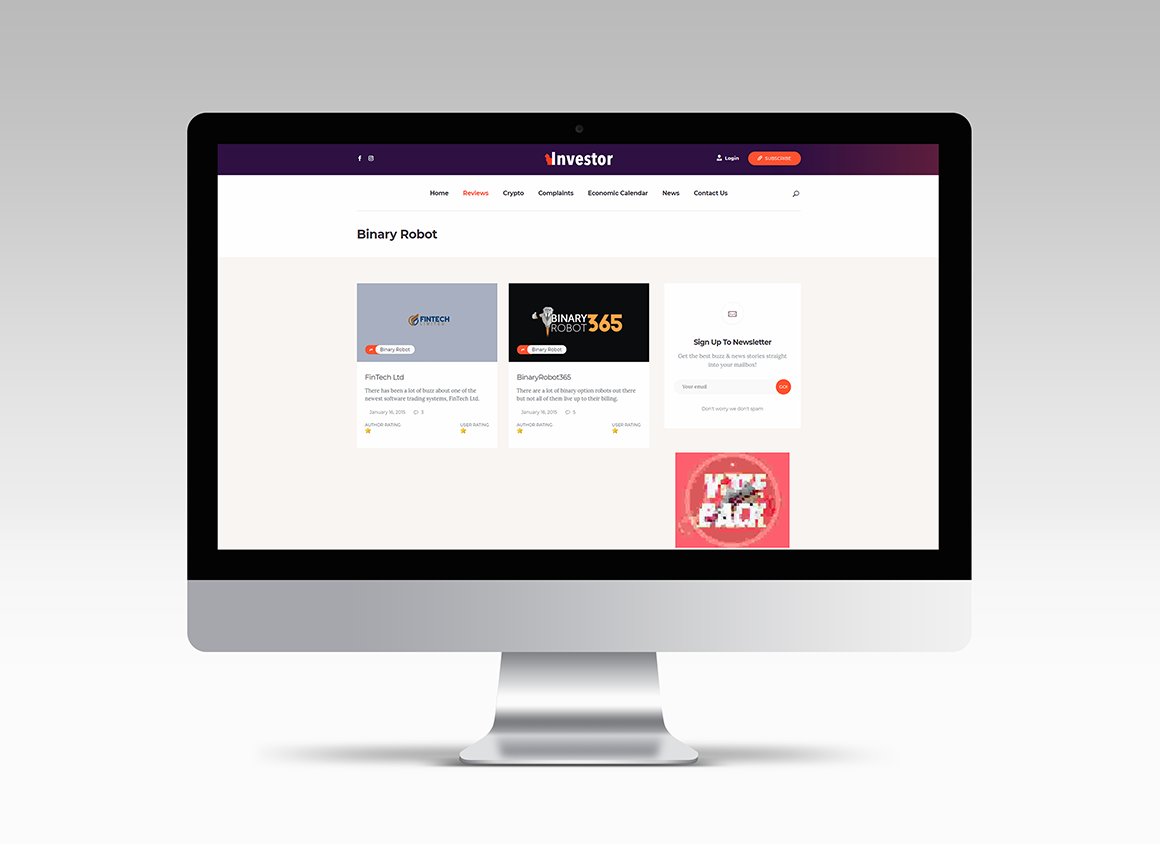 Investor
Login
SUBSCRIBE
Home
Reviews
Crypto
Complaints
Economic Calendar
News
Contact Us
Binary Robot
FINTECH
LIMITED
Binary Robot
FinTech Ltd
There has been a lot of buzz about one of the
newest software trading systems, FinTech Ltd.
January 16, 2015
3
AUTHOR RATING
USER RATING
BINARY
ROBOT 365
Binary Robot
BinaryRobot365
There are a lot of binary option robots out there
but not all of them live up to their billing.
January 16, 2015
5
AUTHOR RATING
USER RATING
Sign Up To Newsletter
Get the best buzz & news stories straight
into your mailbox!
Your email
GO!
Don't worry we don't spam